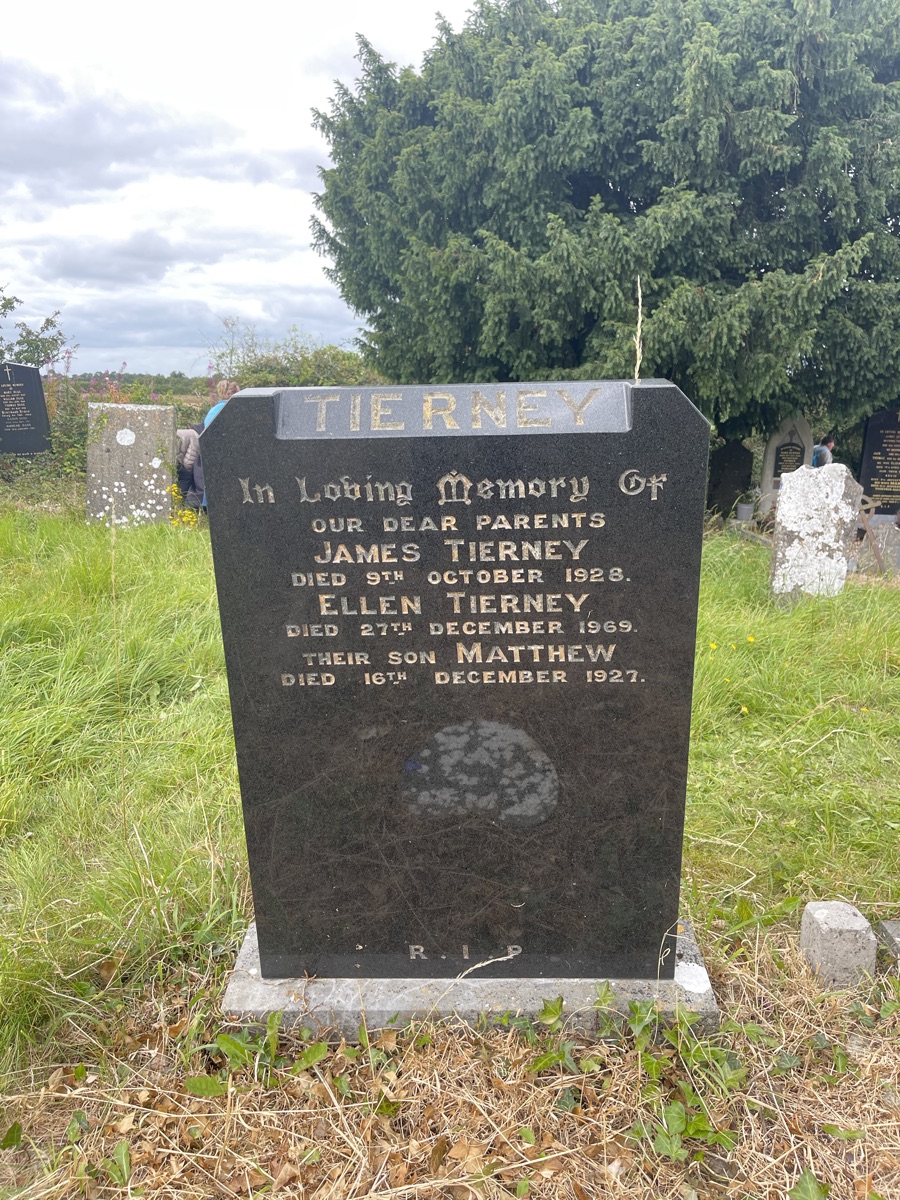 TIERNEY
In Loving Memory Of
OUR DEAR PARENTS
JAMES TIERNEY
DIED 9TH OCTOBER 1928.
ELLEN TIERNEY
DIED 27TH DECEMBER 1969.
THEIR SON MATTHEW
DIED 16TH DECEMBER 1927.
R.I.P